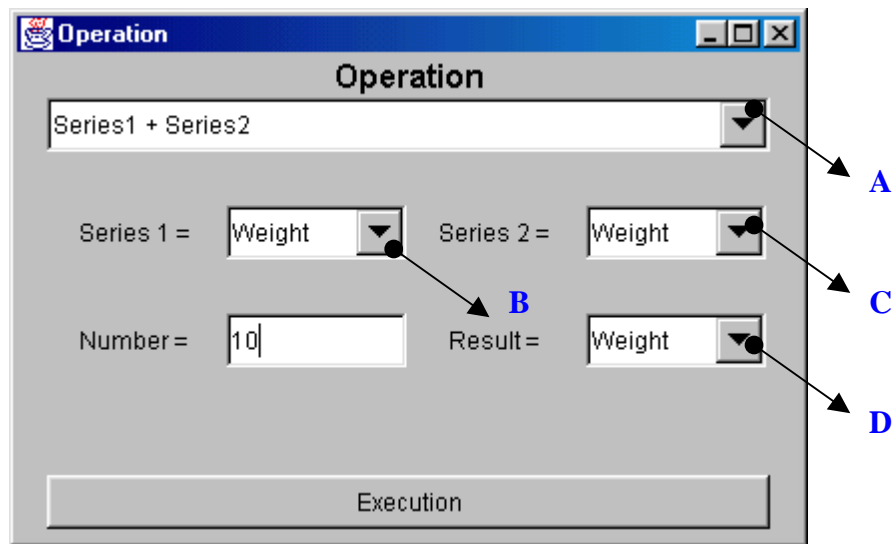 Operation
Operation
Series1 + Series2
A
Series 1 = Weight Series 2 = Weight
B C
Number = 10 Result = Weight
D
Execution